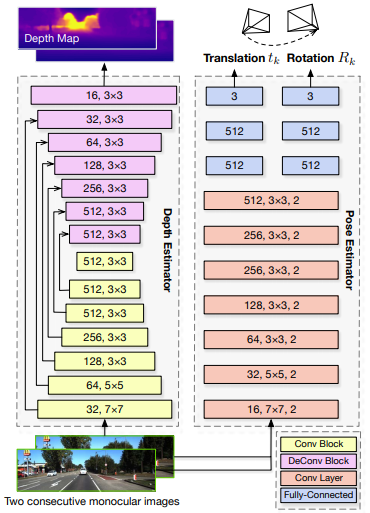 Depth Map
Translation tk Rotation Rk
16, 3×3
32, 3×3
64, 3×3
128, 3×3
256, 3×3
512, 3×3
512, 3×3
512, 3×3
512, 3×3
512, 3×3
256, 3×3
128, 3×3
64, 5×5
32, 7×7
Depth Estimator
3 3
512 512
512 512
512, 3×3, 2
256, 3×3, 2
256, 3×3, 2
128, 3×3, 2
64, 3×3, 2
32, 5×5, 2
16, 7×7, 2
Pose Estimator
Two consecutive monocular images
Conv Block
DeConv Block
Conv Layer
Fully-Connected